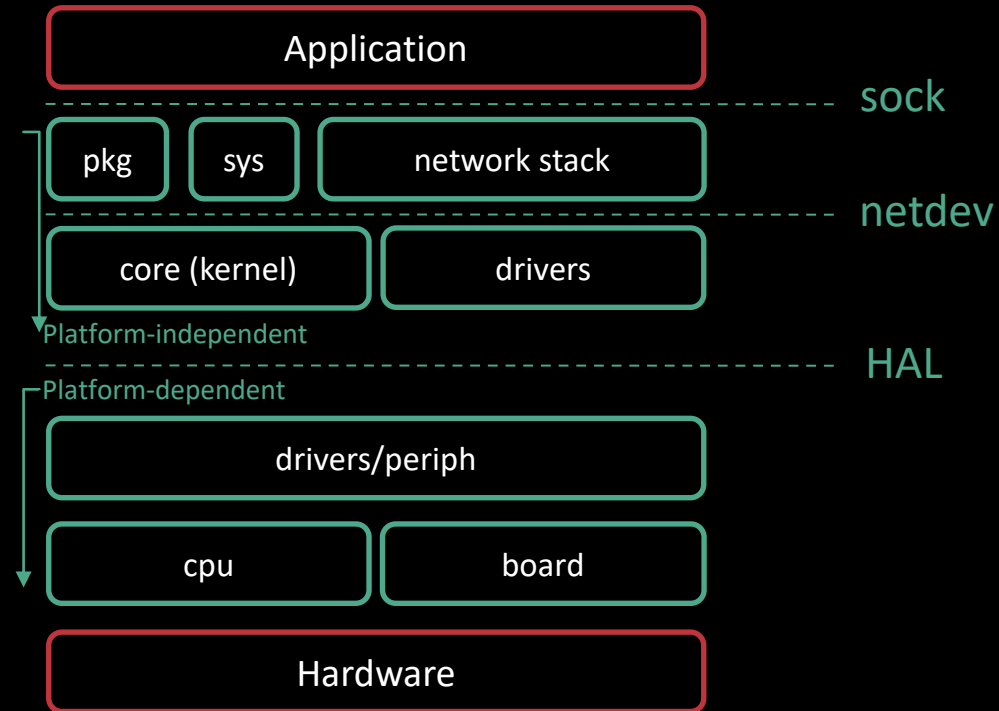 Application
sock
pkg
sys
network stack
netdev
core (kernel)
drivers
Platform-independent
HAL
Platform-dependent
drivers/periph
cpu
board
Hardware